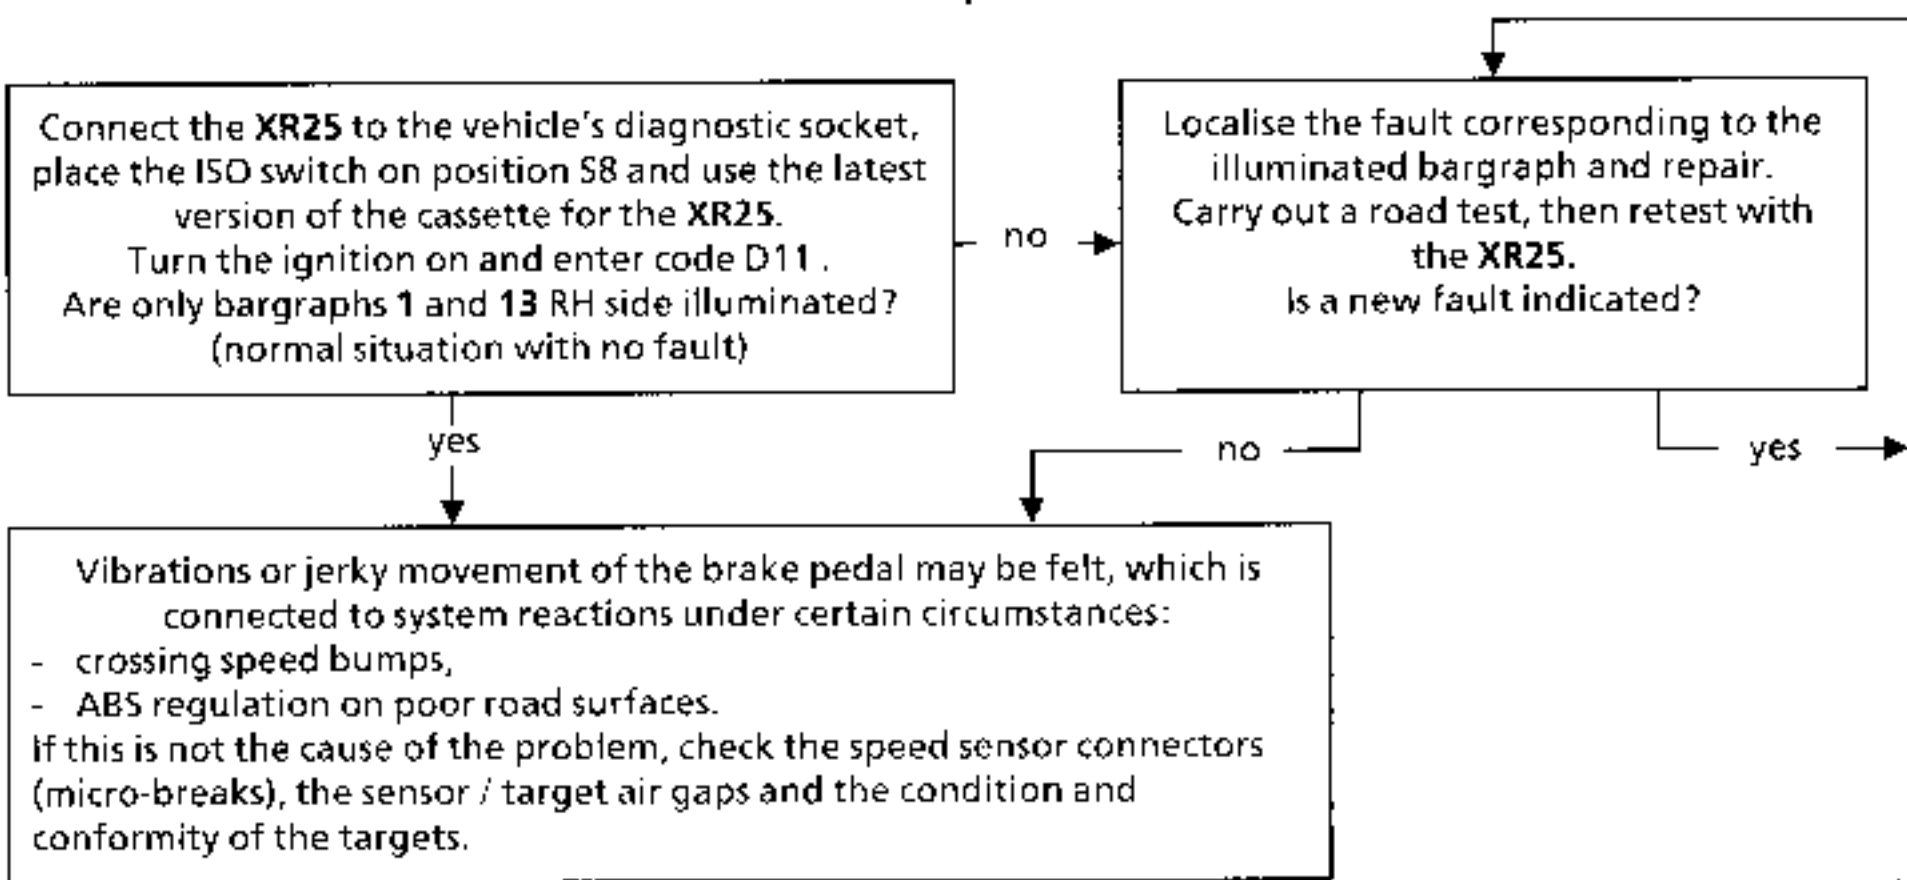 Connect the XR25 to the vehicle's diagnostic socket,
place the ISO switch on position S8 and use the latest
version of the cassette for the XR25.
Turn the ignition on and enter code D11 .
Are only bargraphs 1 and 13 RH side illuminated?
(normal situation with no fault)
no
Localise the fault corresponding to the
illuminated bargraph and repair.
Carry out a road test, then retest with
the XR25.
Is a new fault indicated?
yes
no
yes
Vibrations or jerky movement of the brake pedal may be felt, which is
connected to system reactions under certain circumstances:
- crossing speed bumps,
- ABS regulation on poor road surfaces.
If this is not the cause of the problem, check the speed sensor connectors
(micro-breaks), the sensor / target air gaps and the condition and
conformity of the targets.